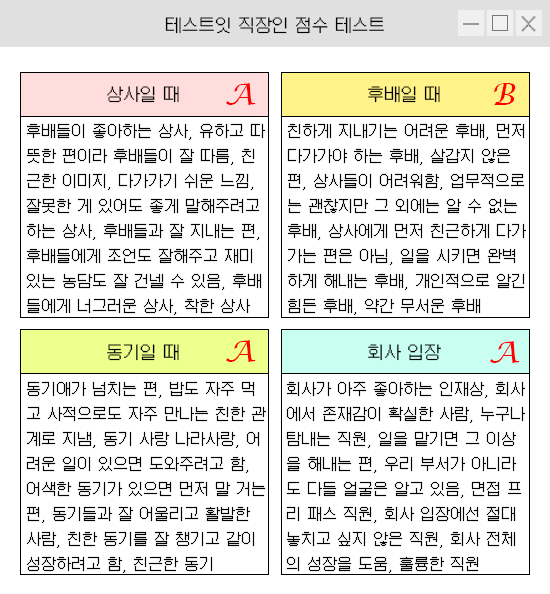 테스트잇 직장인 점수 테스트
상사일 때 A
후배들이 좋아하는 상사, 유하고 따
뜻한 편이라 후배들이 잘 따름, 친
근한 이미지, 다가가기 쉬운 느낌,
잘못한 게 있어도 좋게 말해주려고
하는 상사, 후배들과 잘 지내는 편,
후배들에게 조언도 잘해주고 재미
있는 농담도 잘 건넬 수 있음, 후배
들에게 너그러운 상사, 착한 상사
후배일 때 B
친하게 지내기는 어려운 후배, 먼저
다가가야 하는 후배, 살갑지 않은
편, 상사들이 어려워함, 업무적으로
는 괜찮지만 그 외에는 알 수 없는
후배, 상사에게 먼저 친근하게 다가
가는 편은 아님, 일을 시키면 완벽
하게 해내는 후배, 개인적으로 알긴
힘든 후배, 약간 무서운 후배
동기일 때 A
동기애가 넘치는 편, 밥도 자주 먹
고 사적으로도 자주 만나는 친한 관
계로 지냄, 동기 사랑 나라사랑, 어
려운 일이 있으면 도와주려고 함,
어색한 동기가 있으면 먼저 말 거는
편, 동기들과 잘 어울리고 활발한
사람, 친한 동기를 잘 챙기고 같이
성장하려고 함, 친근한 동기
회사 입장 A
회사가 아주 좋아하는 인재상, 회사
에서 존재감이 확실한 사람, 누구나
탐내는 직원, 일을 맡기면 그 이상
을 해내는 편, 우리 부서가 아니라
도 다들 얼굴은 알고 있음, 면접 프
리 패스 직원, 회사 입장에선 절대
놓치고 싶지 않은 직원, 회사 전체
의 성장을 도움, 훌륭한 직원